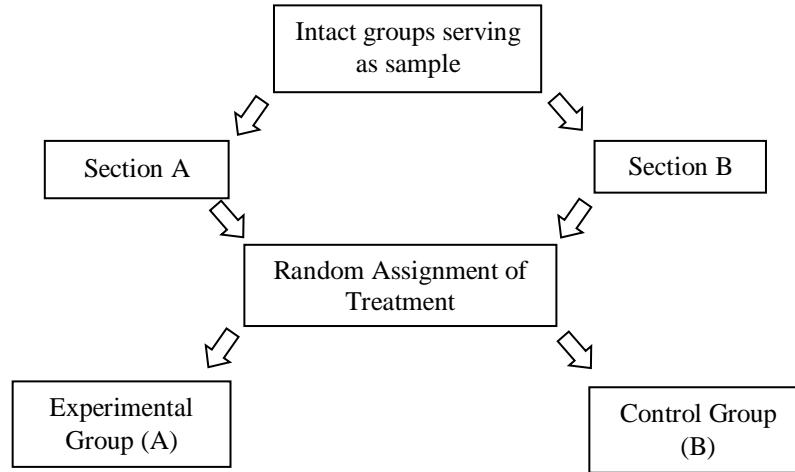 Intact groups serving
as sample
Section A
Section B
Random Assignment of
Treatment
Experimental
Group (A)
Control Group
(B)